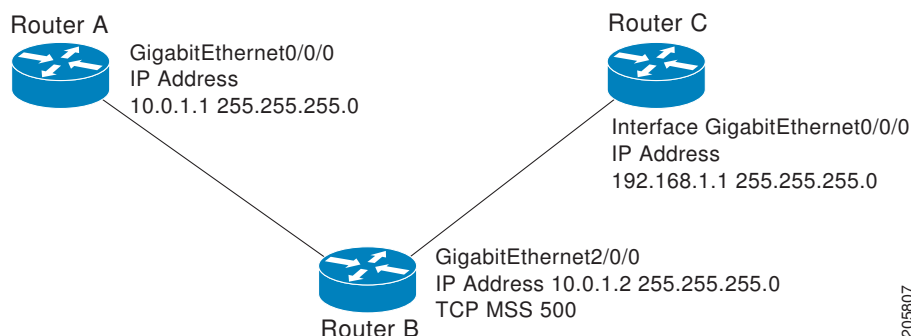 Router A
GigabitEthernet0/0/0
IP Address
10.0.1.1 255.255.255.0
Router C
Interface GigabitEthernet0/0/0
IP Address
192.168.1.1 255.255.255.0
GigabitEthernet2/0/0
IP Address 10.0.1.2 255.255.255.0
TCP MSS 500
Router B
205807